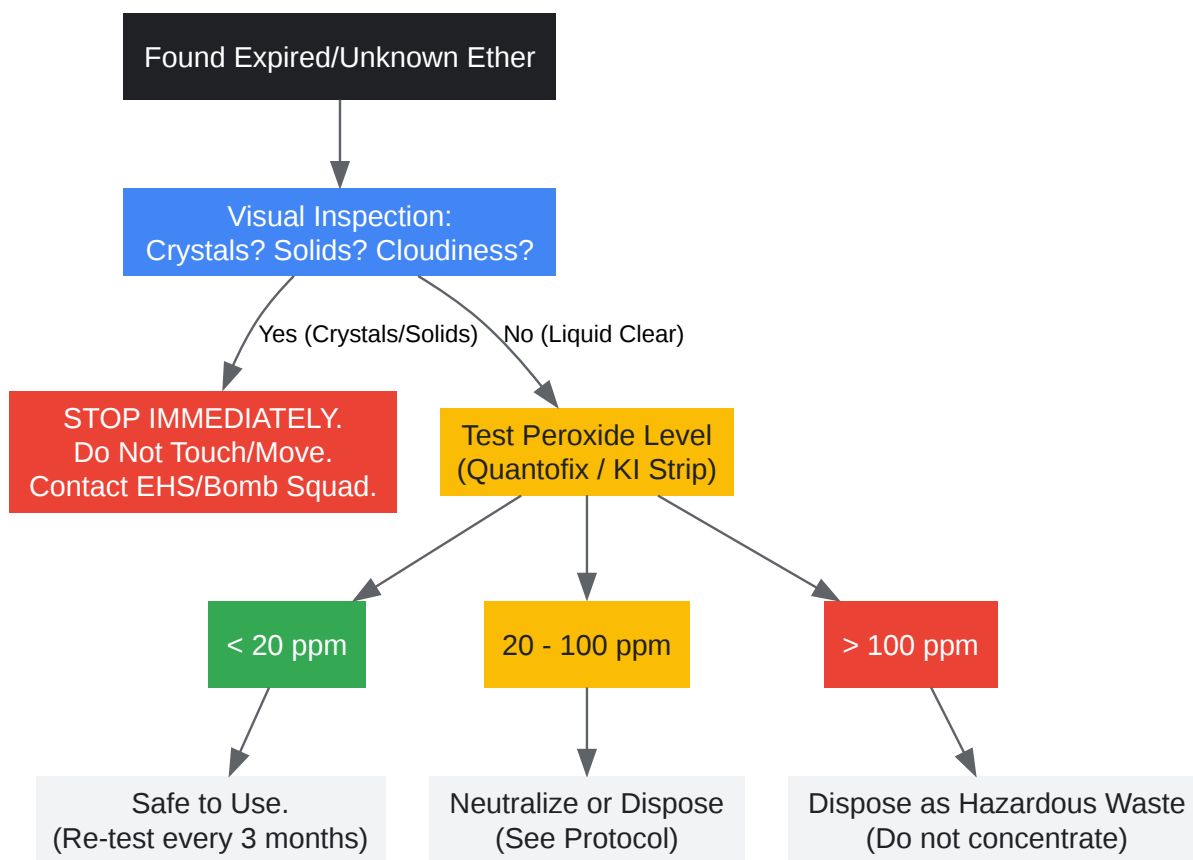 Found Expired/Unknown Ether
Visual Inspection:
Crystals? Solids? Cloudiness?
Yes (Crystals/Solids)
No (Liquid Clear)
STOP IMMEDIATELY.
Do Not Touch/Move.
Contact EHS/Bomb Squad.
Test Peroxide Level
(Quantofix / KI Strip)
< 20 ppm
20 - 100 ppm
> 100 ppm
Safe to Use.
(Re-test every 3 months)
Neutralize or Dispose
(See Protocol)
Dispose as Hazardous Waste
(Do not concentrate)